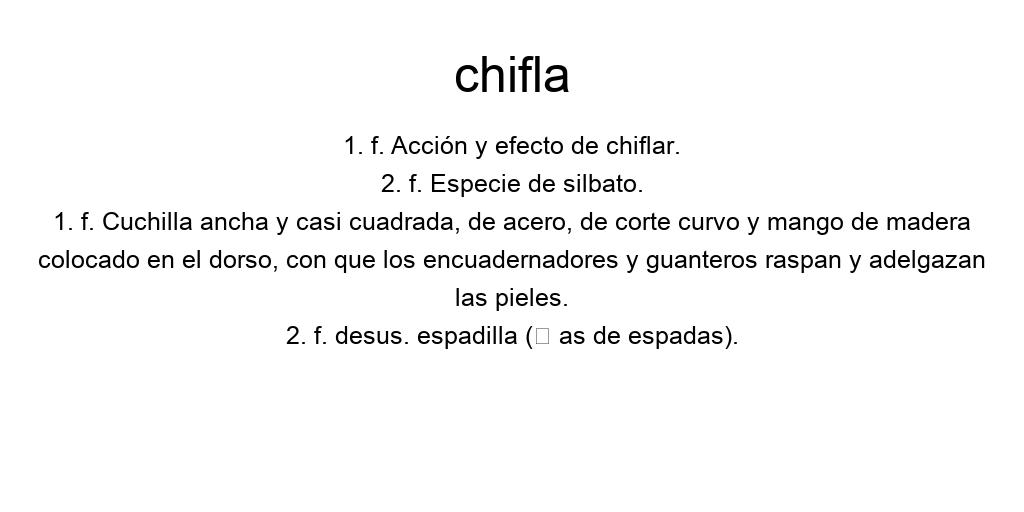 chifla
1. f. Acción y efecto de chiflar.
2. f. Especie de silbato.
1. f. Cuchilla ancha y casi cuadrada, de acero, de corte curvo y mango de madera
colocado en el dorso, con que los encuadernadores y guanteros raspan y adelgazan
las pieles.
2. f. desus. espadilla (□ as de espadas).